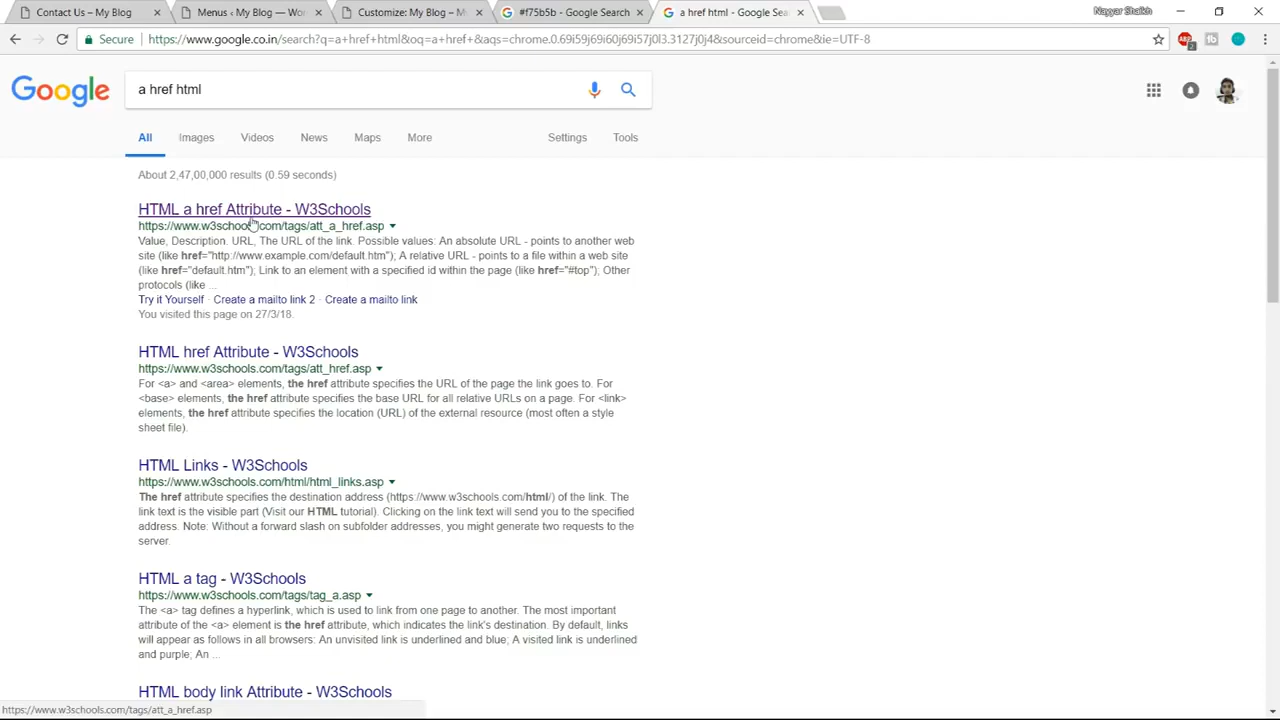 Contact Us – My Blog
Menus ‹ My Blog — Wor
Customize: My Blog – M
#f75b5b - Google Search
a href html - Google Sea
Nayyar Shaikh
Secure
https://www.google.co.in/search?q=a+href+html&oq=a+href+&aqs=chrome.0.69i59j69i60j69i57j0l3.3127j0j4&sourceid=chrome&ie=UTF-8
Google
a href html
All
Images
Videos
News
Maps
More
Settings
Tools
About 2,47,00,000 results (0.59 seconds)
HTML a href Attribute - W3Schools
https://www.w3schools.com/tags/att_a_href.asp
Value, Description. URL, The URL of the link. Possible values: An absolute URL - points to another web
site (like href="http://www.example.com/default.htm"); A relative URL - points to a file within a web site
(like href="default.htm"); Link to an element with a specified id within the page (like href="#top"); Other
protocols (like ...
Try it Yourself · Create a mailto link 2 · Create a mailto link
You visited this page on 27/3/18.
HTML href Attribute - W3Schools
https://www.w3schools.com/tags/att_href.asp
For <a> and <area> elements, the href attribute specifies the URL of the page the link goes to. For
<base> elements, the href attribute specifies the base URL for all relative URLs on a page. For <link>
elements, the href attribute specifies the location (URL) of the external resource (most often a style
sheet file).
HTML Links - W3Schools
https://www.w3schools.com/html/html_links.asp
The href attribute specifies the destination address (https://www.w3schools.com/html/) of the link. The
link text is the visible part (Visit our HTML tutorial). Clicking on the link text will send you to the specified
address. Note: Without a forward slash on subfolder addresses, you might generate two requests to the
server.
HTML a tag - W3Schools
https://www.w3schools.com/tags/tag_a.asp
The <a> tag defines a hyperlink, which is used to link from one page to another. The most important
attribute of the <a> element is the href attribute, which indicates the link's destination. By default, links
will appear as follows in all browsers: An unvisited link is underlined and blue; A visited link is underlined
and purple; An ...
HTML body link Attribute - W3Schools
https://www.w3schools.com/tags/att_a_href.asp